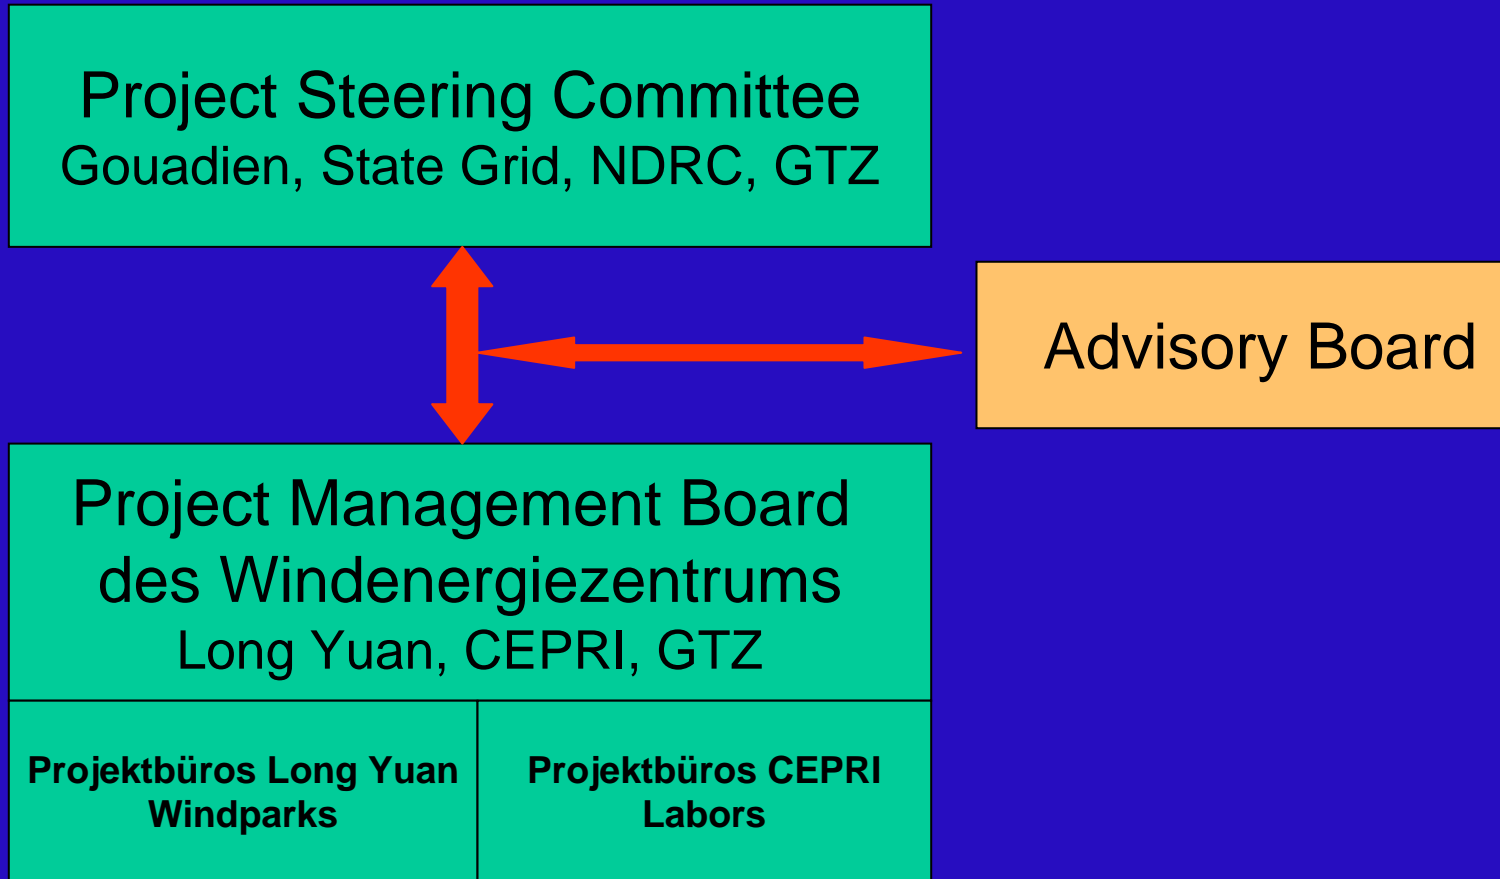 Project Steering Committee
Gouadien, State Grid, NDRC, GTZ
Advisory Board
Project Management Board
des Windenergiezentrums
Long Yuan, CEPRI, GTZ
Projektbüros Long Yuan
Windparks
Projektbüros CEPRI
Labors